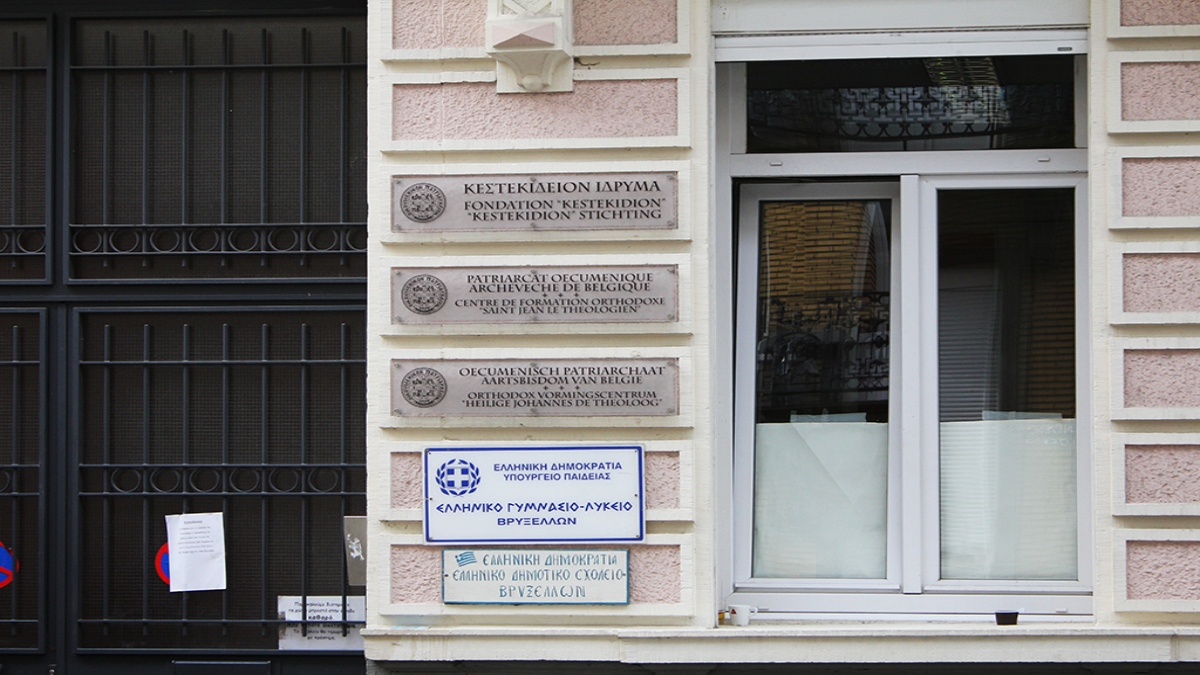 ΚΕΣΤΕΚΙΔΕΙΟΝ ΙΔΡΥΜΑ
FONDATION "KESTEKIDION"
"KESTEKIDION" STICHTING
PATRIARCAT OECUMENIQUE
ARCHEVECHE DE BELGIQUE
CENTRE DE FORMATION ORTHODOXE
"SAINT JEAN LE THEOLOGIEN"
OECUMENISCH PATRIARCHAAT
AARTSBISDOM VAN BELGIE
ORTHODOX VORMINGSCENTRUM
"HEILIGE JOHANNES DE THEOLOOG"
ΕΛΛΗΝΙΚΗ ΔΗΜΟΚΡΑΤΙΑ
ΥΠΟΥΡΓΕΙΟ ΠΑΙΔΕΙΑΣ
ΕΛΛΗΝΙΚΟ ΓΥΜΝΑΣΙΟ-ΛΥΚΕΙΟ
ΒΡΥΞΕΛΛΩΝ
ΕΛΛΗΝΙΚΗ ΔΗΜΟΚΡΑΤΙΑ
ΕΛΛΗΝΙΚΟ ΔΗΜΟΤΙΚΟ ΣΧΟΛΕΙΟ
ΒΡΥΞΕΛΛΩΝ
καθαρό